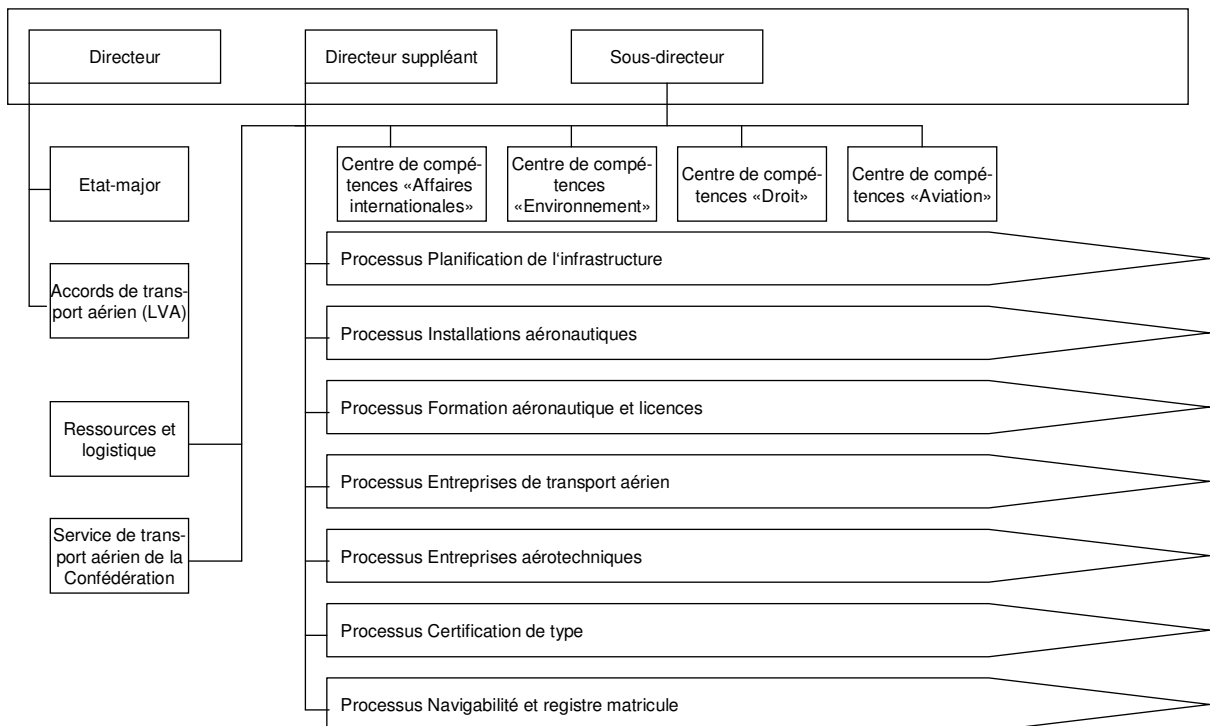 Directeur
Directeur suppléant
Sous-directeur
Etat-major
Centre de compé-
tences «Affaires
internationales»
Centre de compé-
tences
«Environnement»
Centre de compé-
tences «Droit»
Centre de compé-
tences «Aviation»
Accords de trans-
port aérien (LVA)
Ressources et
logistique
Service de trans-
port aérien de la
Confédération
Processus Planification de l‘infrastructure
Processus Installations aéronautiques
Processus Formation aéronautique et licences
Processus Entreprises de transport aérien
Processus Entreprises aérotechniques
Processus Certification de type
Processus Navigabilité et registre matricule